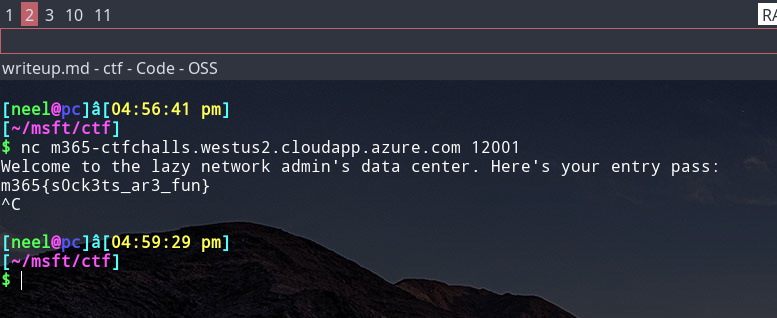 1 2 3 10 11 RA
writeup.md - ctf - Code - OSS
[neel@pc]â[04:56:41 pm]
[~/msft/ctf]
$ nc m365-ctfchalls.westus2.cloudapp.azure.com 12001
Welcome to the lazy network admin's data center. Here's your entry pass:
m365{s0ck3ts_ar3_fun}
^C
[neel@pc]â[04:59:29 pm]
[~/msft/ctf]
$